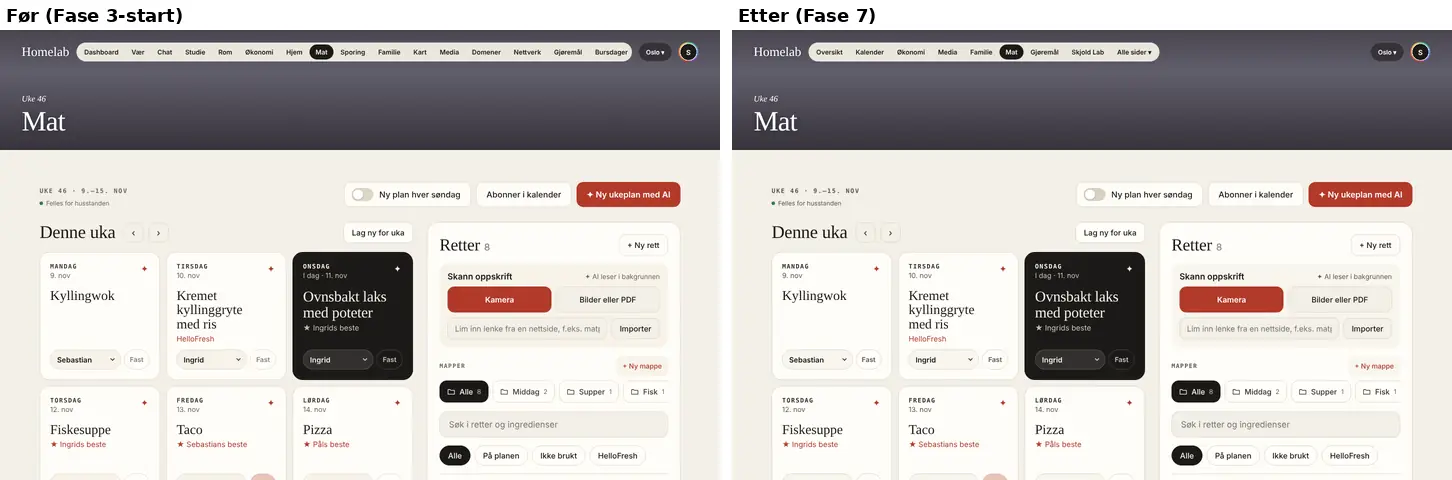 Før (Fase 3-start)
Homelab Dashboard Vær Chat Studie Rom Økonomi Hjem Mat Sporing Familie Kart Media Domener Nettverk Gjøremål Bursdager Oslo ▾ S
Uke 46
Mat
UKE 46 · 9.–15. NOV
Felles for husstanden
Ny plan hver søndag Abonner i kalender ✦ Ny ukeplan med AI
Denne uka ‹ › Lag ny for uka
MANDAG ✦
9. nov
Kyllingwok
Sebastian Fast
TIRSDAG ✦
10. nov
Kremet
kyllinggryte
med ris
HelloFresh
Ingrid Fast
ONSDAG ✦
I dag · 11. nov
Ovnsbakt laks
med poteter
★ Ingrids beste
Ingrid Fast
TORSDAG ✦
12. nov
Fiskesuppe
★ Ingrids beste
FREDAG ✦
13. nov
Taco
★ Sebastians beste
LØRDAG ✦
14. nov
Pizza
★ Påls beste
Retter 8 + Ny rett
Skann oppskrift ✦ AI leser i bakgrunnen
Kamera Bilder eller PDF
Lim inn lenke fra en nettside, f.eks. matp Importer
MAPPER + Ny mappe
Alle 8 Middag 2 Supper 1 Fisk 1
Søk i retter og ingredienser
Alle På planen Ikke brukt HelloFresh
Etter (Fase 7)
Homelab Oversikt Kalender Økonomi Media Familie Mat Gjøremål Skjold Lab Alle sider ▾ Oslo ▾ S
Uke 46
Mat
UKE 46 · 9.–15. NOV
Felles for husstanden
Ny plan hver søndag Abonner i kalender ✦ Ny ukeplan med AI
Denne uka ‹ › Lag ny for uka
MANDAG ✦
9. nov
Kyllingwok
Sebastian Fast
TIRSDAG ✦
10. nov
Kremet
kyllinggryte
med ris
HelloFresh
Ingrid Fast
ONSDAG ✦
I dag · 11. nov
Ovnsbakt laks
med poteter
★ Ingrids beste
Ingrid Fast
TORSDAG ✦
12. nov
Fiskesuppe
★ Ingrids beste
FREDAG ✦
13. nov
Taco
★ Sebastians beste
LØRDAG ✦
14. nov
Pizza
★ Påls beste
Retter 8 + Ny rett
Skann oppskrift ✦ AI leser i bakgrunnen
Kamera Bilder eller PDF
Lim inn lenke fra en nettside, f.eks. matp Importer
MAPPER + Ny mappe
Alle 8 Middag 2 Supper 1 Fisk 1
Søk i retter og ingredienser
Alle På planen Ikke brukt HelloFresh